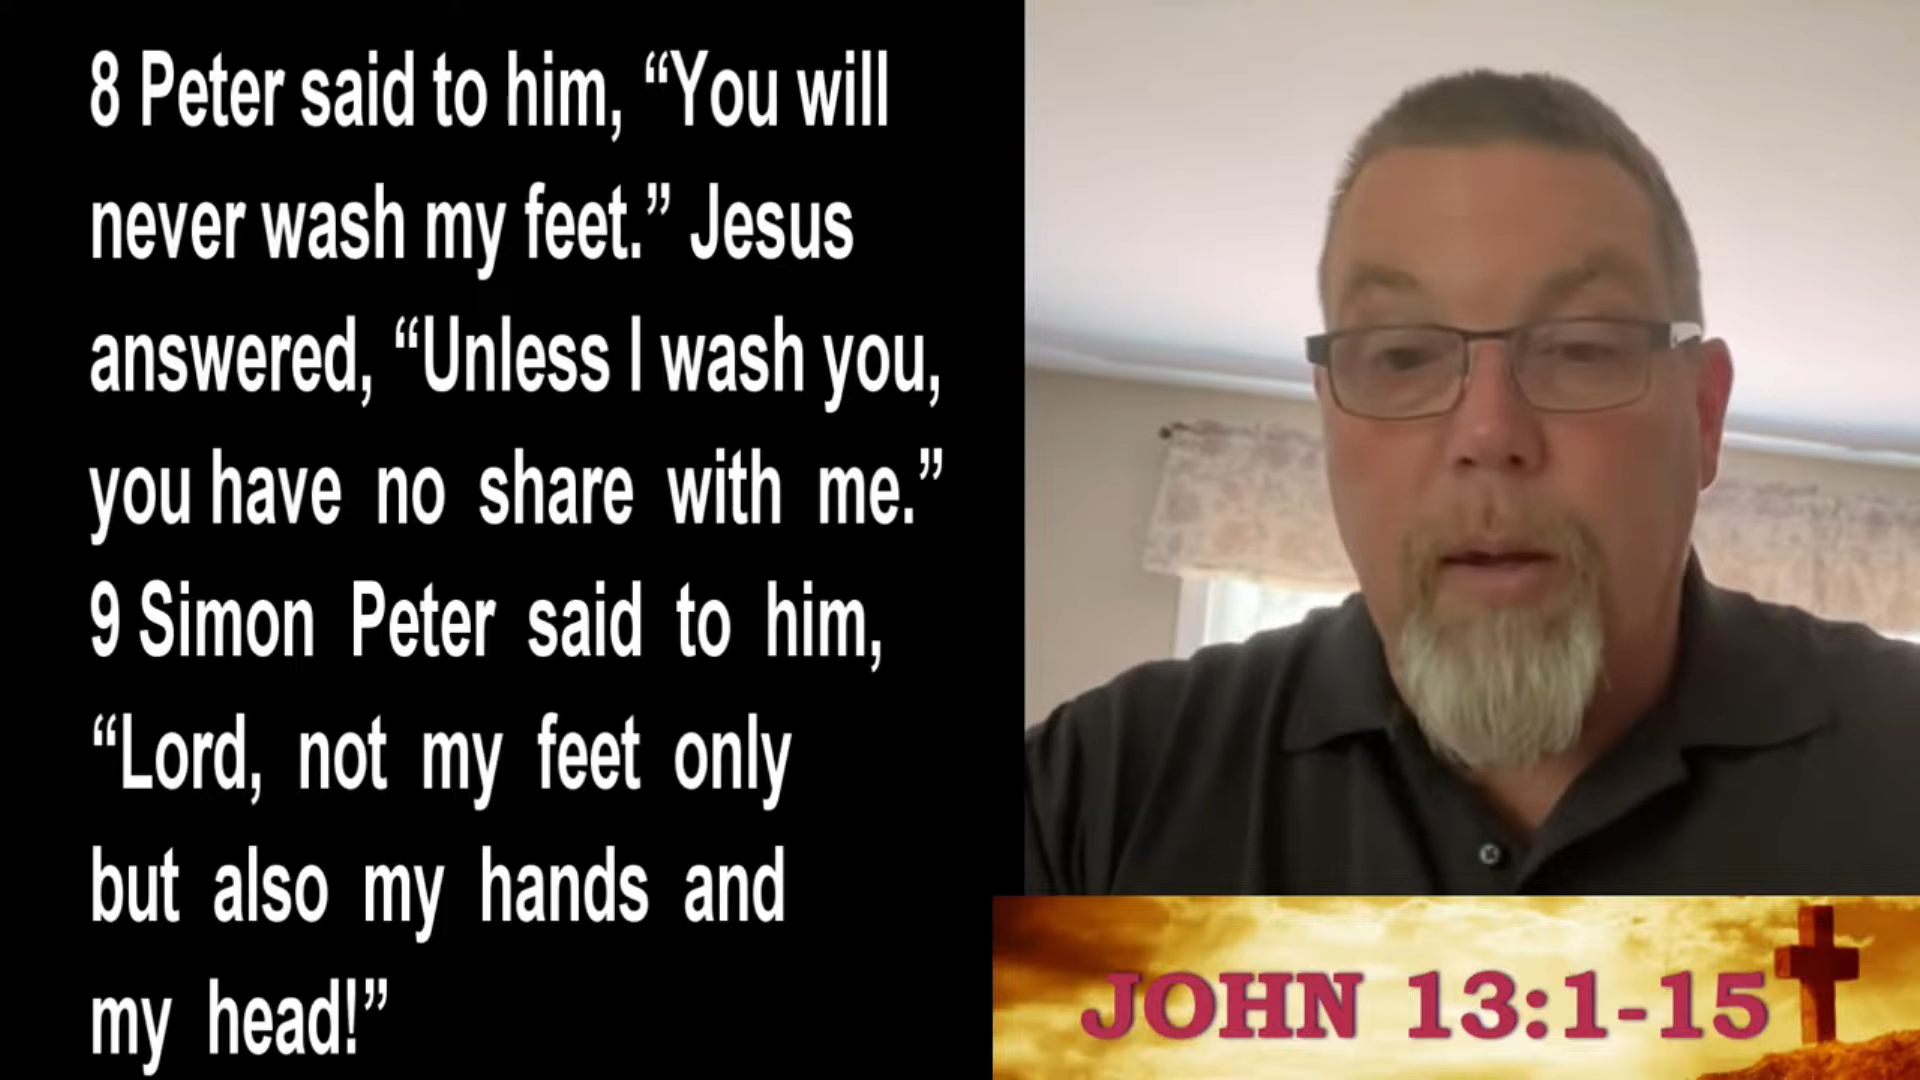 8 Peter said to him, “You will
never wash my feet.” Jesus
answered, “Unless I wash you,
you have no share with me.”
9 Simon Peter said to him,
“Lord, not my feet only
but also my hands and
my head!”
JOHN 13:1-15